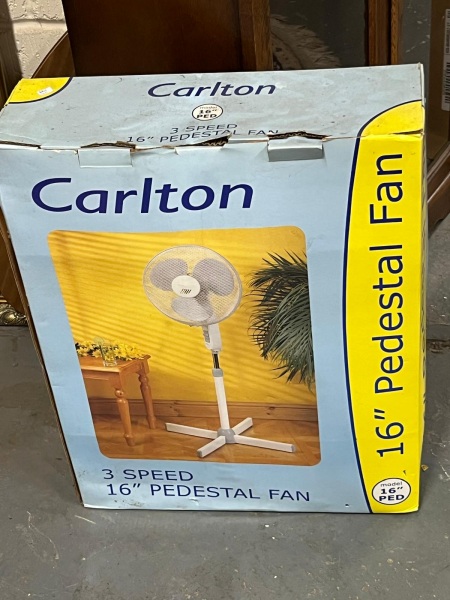 Carlton
model
16"
PED
3 SPEED
16" PEDESTAL FAN
Carlton
3 SPEED
16" PEDESTAL FAN
16" Pedestal Fan
model
16"
PED